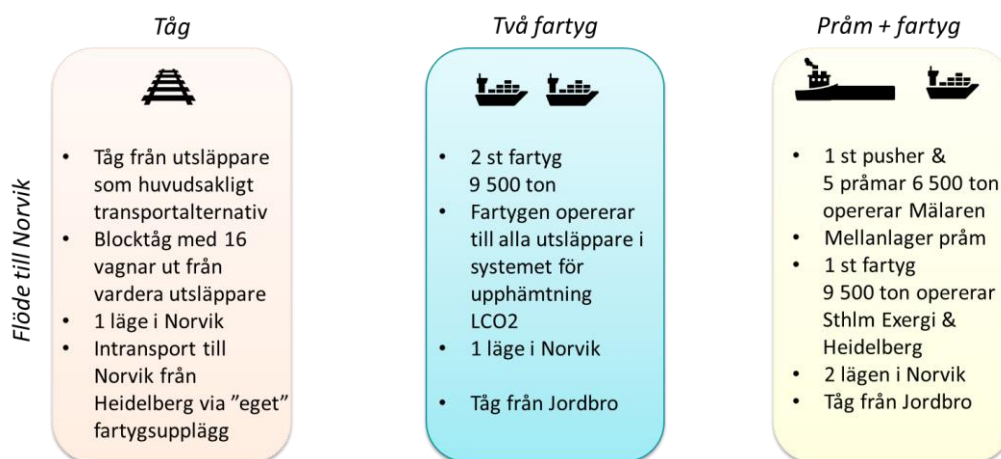 Tåg
Två fartyg
Pråm + fartyg
Flöde till Norvik
• Tåg från utsläppare
som huvudsakligt
transportalternativ
• Blocktåg med 16
vagnar ut från
vardera utsläppare
• 1 läge i Norvik
• Intransport till
Norvik från
Heidelberg via ”eget”
fartygsupplägg
• 2 st fartyg
9 500 ton
• Fartygen opererar
till alla utsläppare i
systemet för
upphämtning
LCO2
• 1 läge i Norvik
• Tåg från Jordbro
• 1 st pusher &
5 pråmar 6 500 ton
opererar Mälaren
• Mellanlager pråm
• 1 st fartyg
9 500 ton opererar
Sthlm Exergi &
Heidelberg
• 2 lägen i Norvik
• Tåg från Jordbro